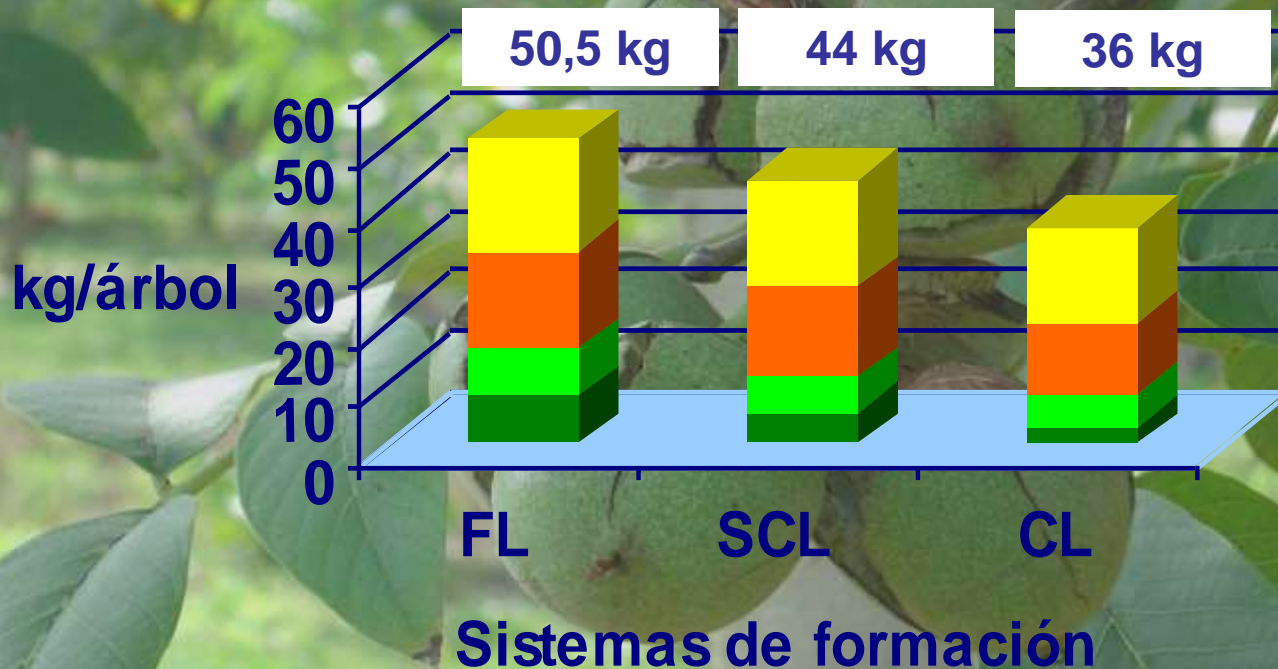 50,5 kg
44 kg
36 kg
60
50
40
30
20
10
0
kg/árbol
FL
SCL
CL
Sistemas de formación